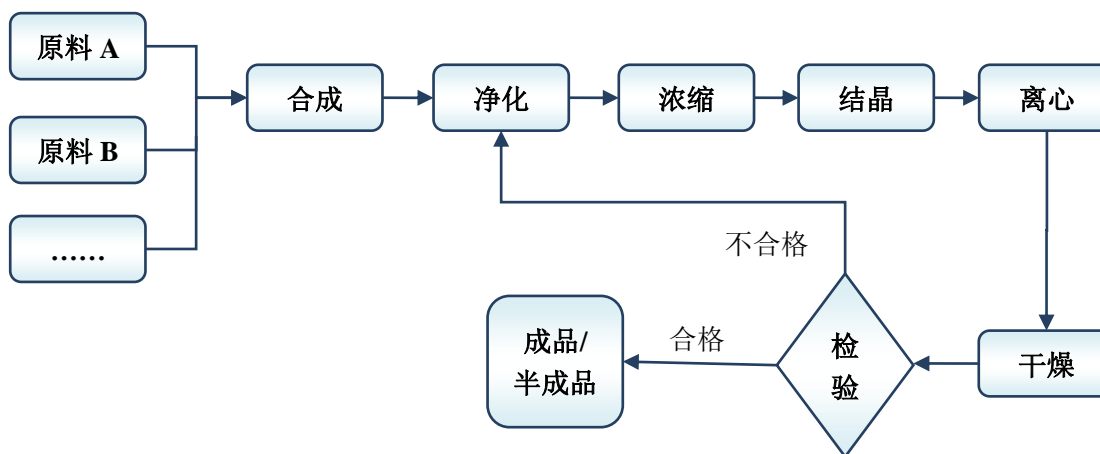 原料 A
合成
净化
浓缩
结晶
离心
原料 B
……
不合格
成品/
半成品
合格
检
验
干燥